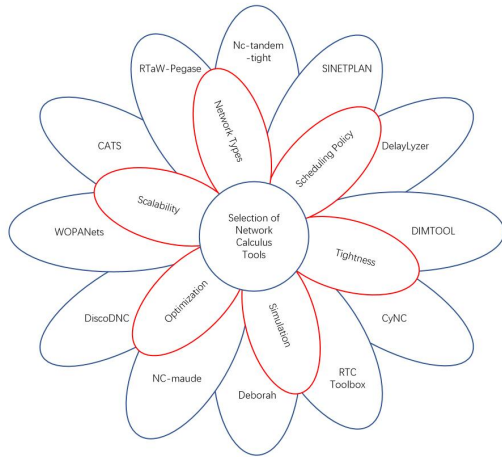 Nc-tandem
-tight
RTaW-Pegase
SINETPLAN
Network Types
Scheduling Policy
CATS
DelayLyzer
Scalability
Selection of
Network
Calculus
Tools
WOPANets
DIMTOOL
Tightness
Optimization
Simulation
DiscoDNC
CyNC
NC-maude
RTC
Toolbox
Deborah